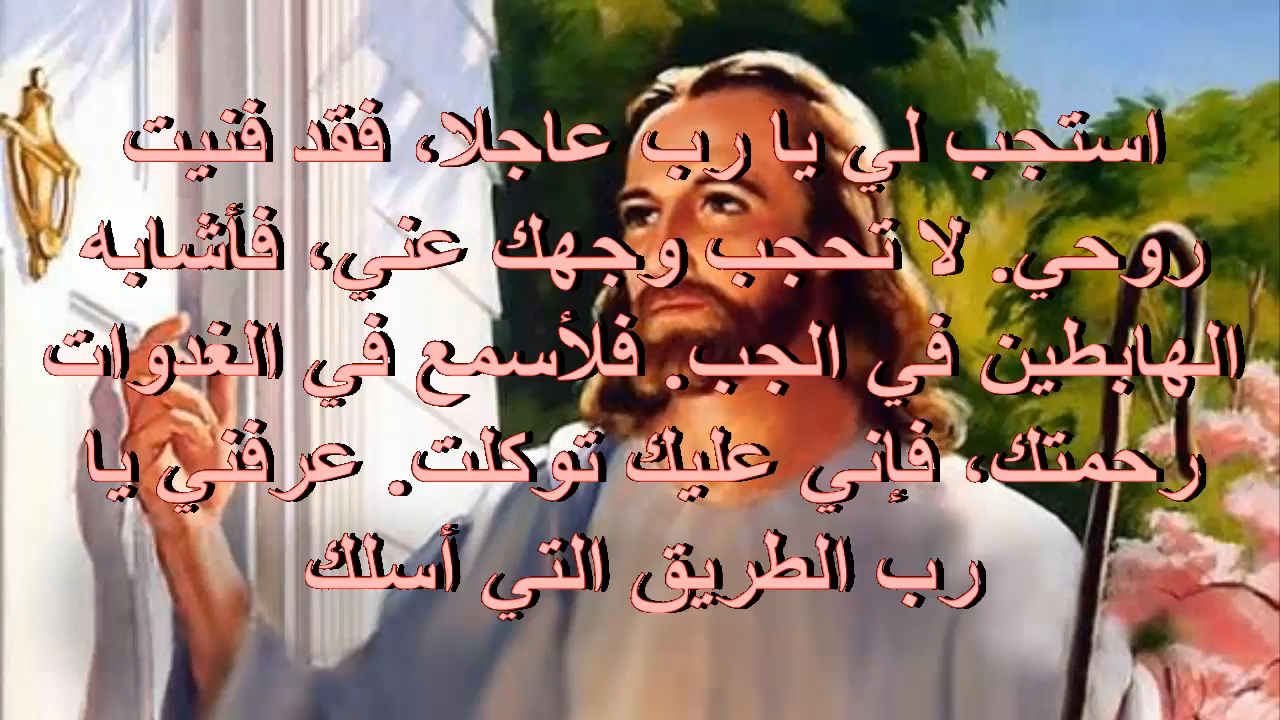 استجب لي يا رب عاجلا، فقد فنيت
روحي. لا تحجب وجهك عني، فأشابه
الهابطين في الجب. فلأسمع في الغدوات
رحمتك، فإني عليك توكلت. عرفني يا
رب الطريق التي أسلك